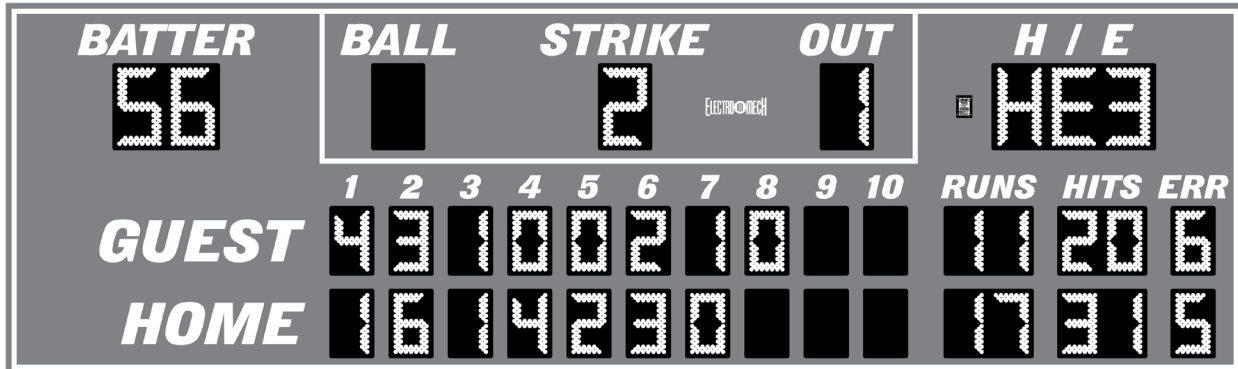 BATTER BALL STRIKE OUT H / E
56 2 ELECTRO MECH 1 HE3
1 2 3 4 5 6 7 8 9 10 RUNS HITS ERR
GUEST 4 3 1 0 0 2 1 0 11 20 6
HOME 1 6 1 4 2 3 0 17 31 5